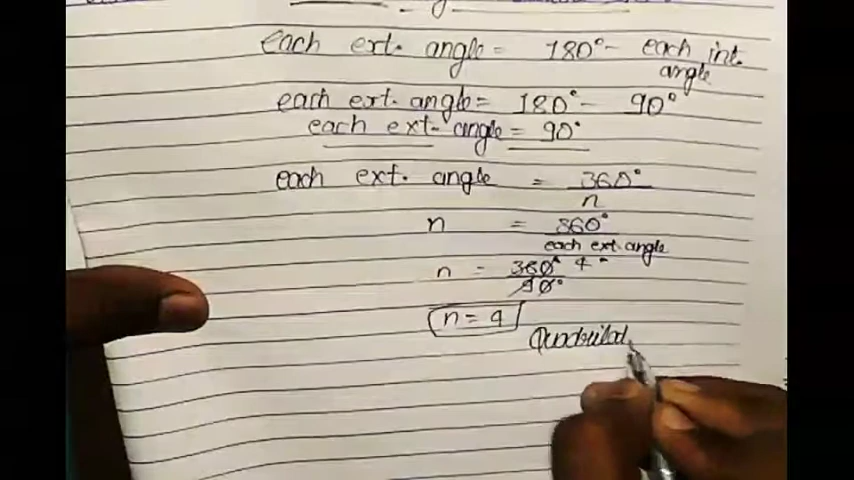 each ext. angle = 180° - each int.
angle
each ext. angle = 180° - 90°
each ext. angle = 90°
each ext. angle = 360°
n
n = 360°
each ext. angle
n = 360° 4
90°
n = 4